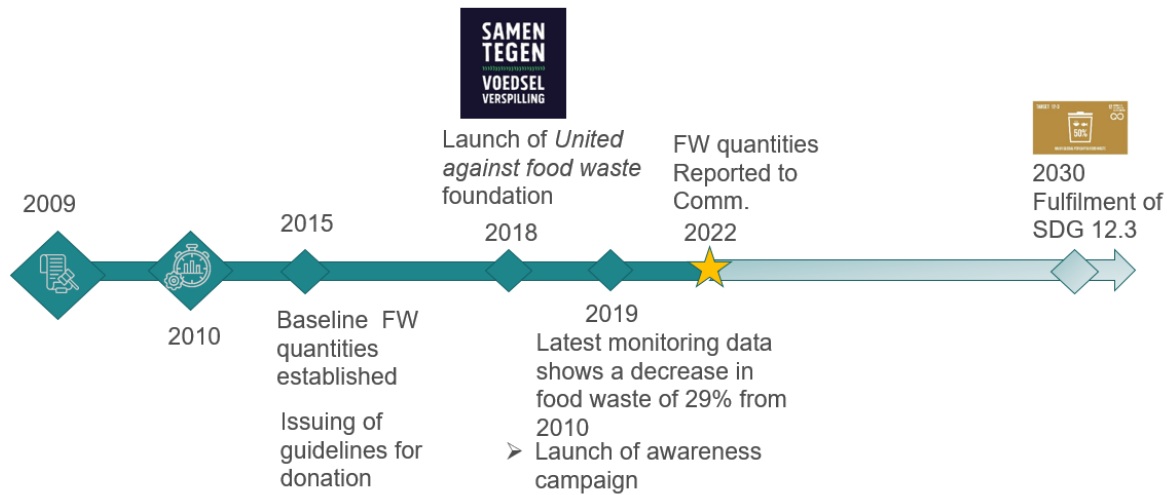 SAMEN
TEGEN
VOEDSEL
VERSPILLING
Launch of United
against food waste
foundation
FW quantities
Reported to
Comm.
2030
Fulfilment of
SDG 12.3
2009
2015
2018
2022
2010
Baseline FW
quantities
established
Issuing of
guidelines for
donation
2019
Latest monitoring data
shows a decrease in
food waste of 29% from
2010
➢ Launch of awareness
campaign
50%